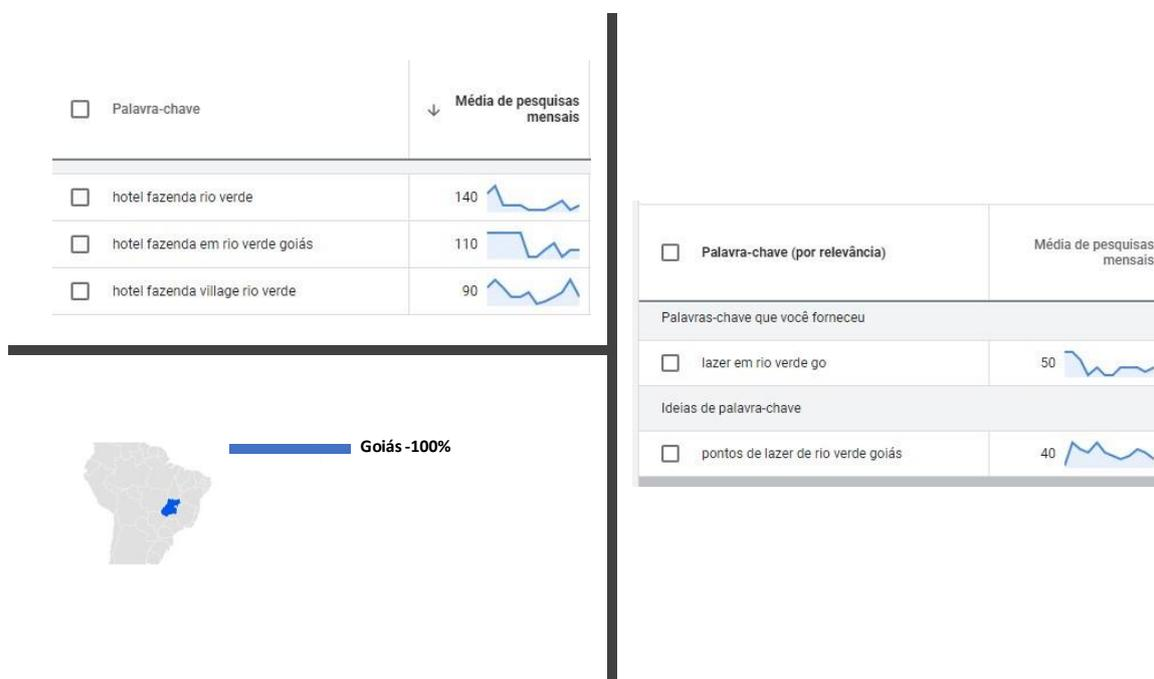 Palavra-chave
Média de pesquisas
mensais
hotel fazenda rio verde 140
hotel fazenda em rio verde goiás 110
hotel fazenda village rio verde 90
Goiás -100%
Palavra-chave (por relevância)
Média de pesquisas
mensais
Palavras-chave que você forneceu
lazer em rio verde go 50
Ideias de palavra-chave
pontos de lazer de rio verde goiás 40